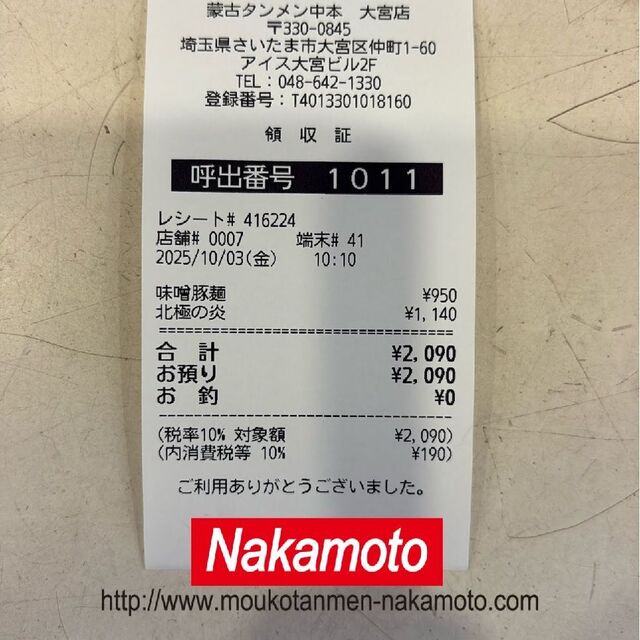 蒙古タンメン中本 大宮店
〒330-0845
埼玉県さいたま市大宮区仲町1-60
アイス大宮ビル2F
TEL：048-642-1330
登録番号：T4013301018160
領 収 証
呼出番号 1011
レシート# 416224
店舗# 0007 端末# 41
2025/10/03(金) 10:10
味噌豚麺 ¥950
北極の炎 ¥1,140
合 計 ¥2,090
お預り ¥2,090
お 釣 ¥0
(税率10% 対象額 ¥2,090)
(内消費税等 10% ¥190)
ご利用ありがとうございました。
Nakamoto
http://www.moukotanmen-nakamoto.com